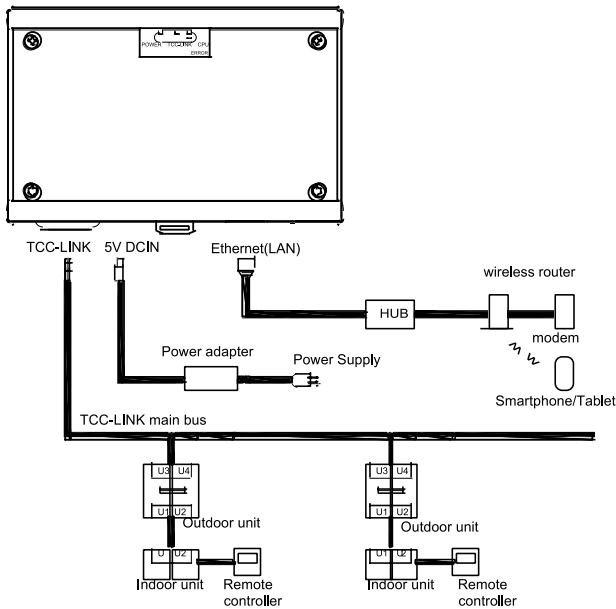 POWER TCC-LINK CPU
ERROR
TCC-LINK 5V DCIN Ethernet(LAN)
wireless router
HUB
modem
Power adapter
Power Supply
Smartphone/Tablet
TCC-LINK main bus
U3 U4
U3 U4
U1 U2
U1 U2
Outdoor unit
Outdoor unit
U U2
U1 U2
Indoor unit
Remote
controller
Indoor unit
Remote
controller